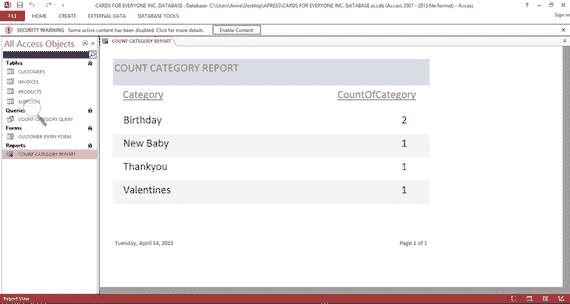 CARDS FOR EVERYONE INC. DATABASE : Database- C:\Users\Anna\Desktop\APRESS\CARDS FOR EVERYONE INC. DATABASE.accdb (Access 2007 - 2013 file format) - Access
FILE HOME CREATE EXTERNAL DATA DATABASE TOOLS
SECURITY WARNING Some active content has been disabled. Click for more details. Enable Content
All Access Objects
COUNT CATEGORY REPORT
Tables
CUSTOMERS
INVOICES
PRODUCTS
Queries
COUNT CATEGORY QUERY
Forms
CUSTOMER ENTRY FORM
Reports
COUNT CATEGORY REPORT
COUNT CATEGORY REPORT
Category CountOfCategory
Birthday 2
New Baby 1
Thankyou 1
Valentines 1
Tuesday, April 14, 2015 Page 1 of 1
Report View